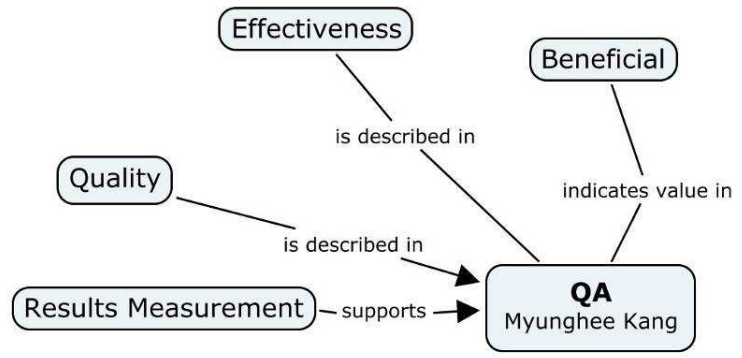 Effectiveness
Beneficial
is described in
Quality
indicates value in
is described in
QA
Results Measurement
supports
Myunghee Kang